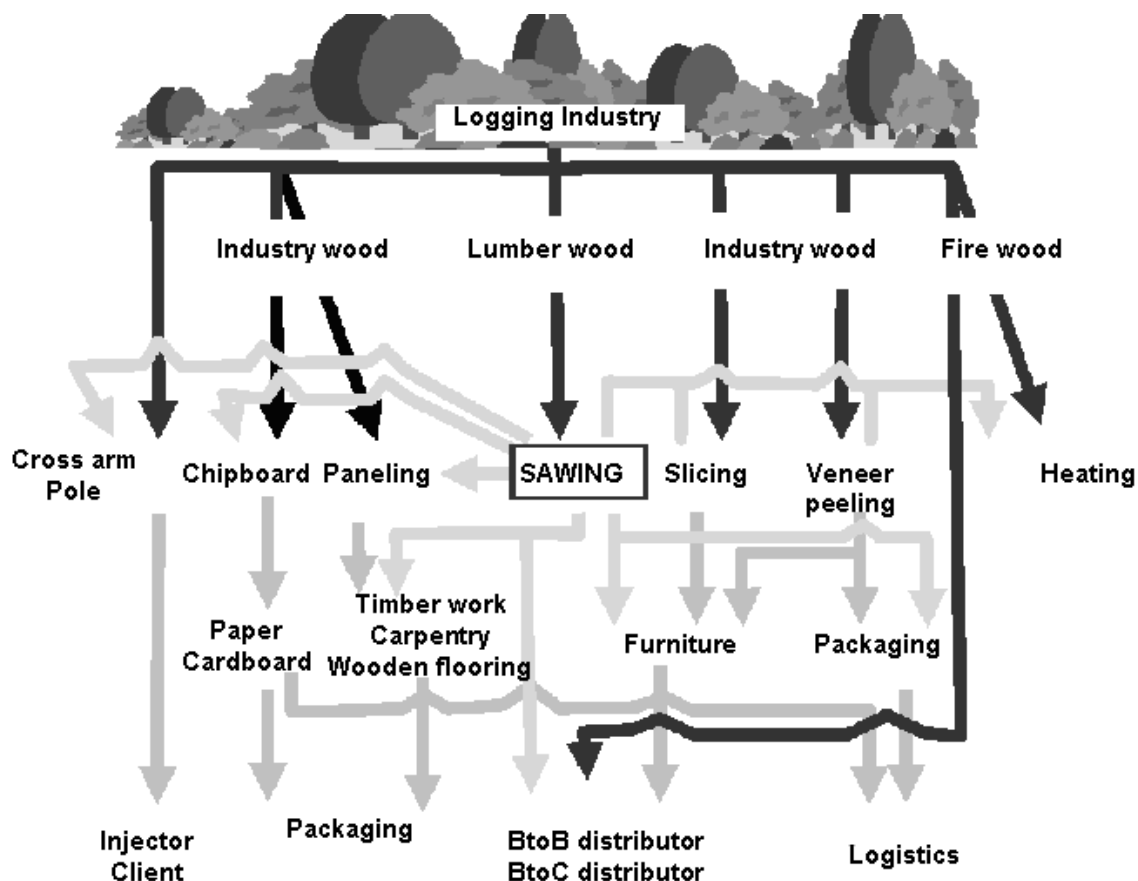 Logging Industry
Industry wood
Lumber wood
Industry wood
Fire wood
Cross arm
Pole
Chipboard
Paneling
SAWING
Slicing
Veneer
peeling
Heating
Paper
Cardboard
Timber work
Carpentry
Wooden flooring
Furniture
Packaging
Injector
Client
Packaging
BtoB distributor
BtoC distributor
Logistics